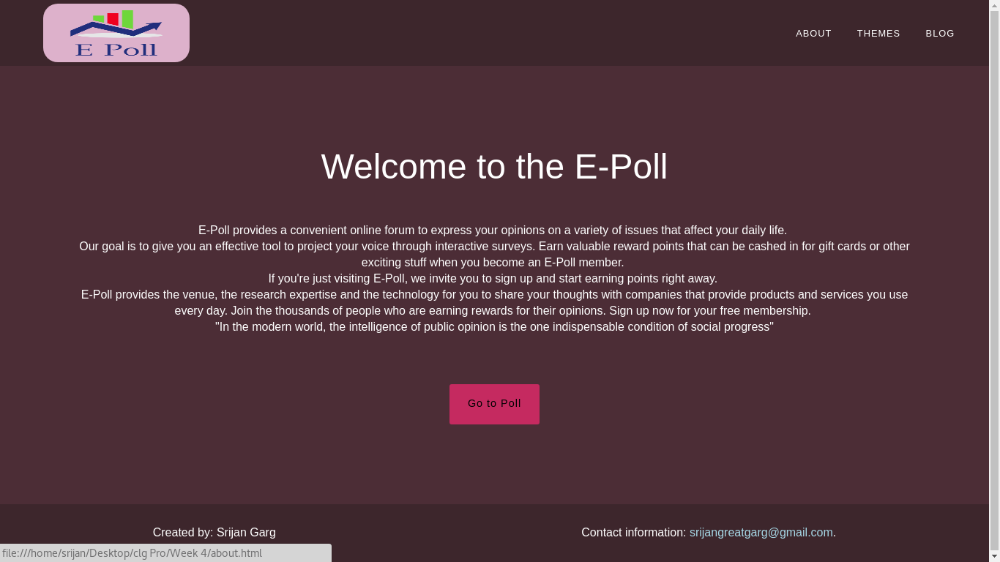 E Poll
ABOUT THEMES BLOG
Welcome to the E-Poll
E-Poll provides a convenient online forum to express your opinions on a variety of issues that affect your daily life.
Our goal is to give you an effective tool to project your voice through interactive surveys. Earn valuable reward points that can be cashed in for gift cards or other
exciting stuff when you become an E-Poll member.
If you're just visiting E-Poll, we invite you to sign up and start earning points right away.
E-Poll provides the venue, the research expertise and the technology for you to share your thoughts with companies that provide products and services you use
every day. Join the thousands of people who are earning rewards for their opinions. Sign up now for your free membership.
"In the modern world, the intelligence of public opinion is the one indispensable condition of social progress"
Go to Poll
Created by: Srijan Garg
Contact information: srijangreatgarg@gmail.com.
file:///home/srijan/Desktop/clg Pro/Week 4/about.html